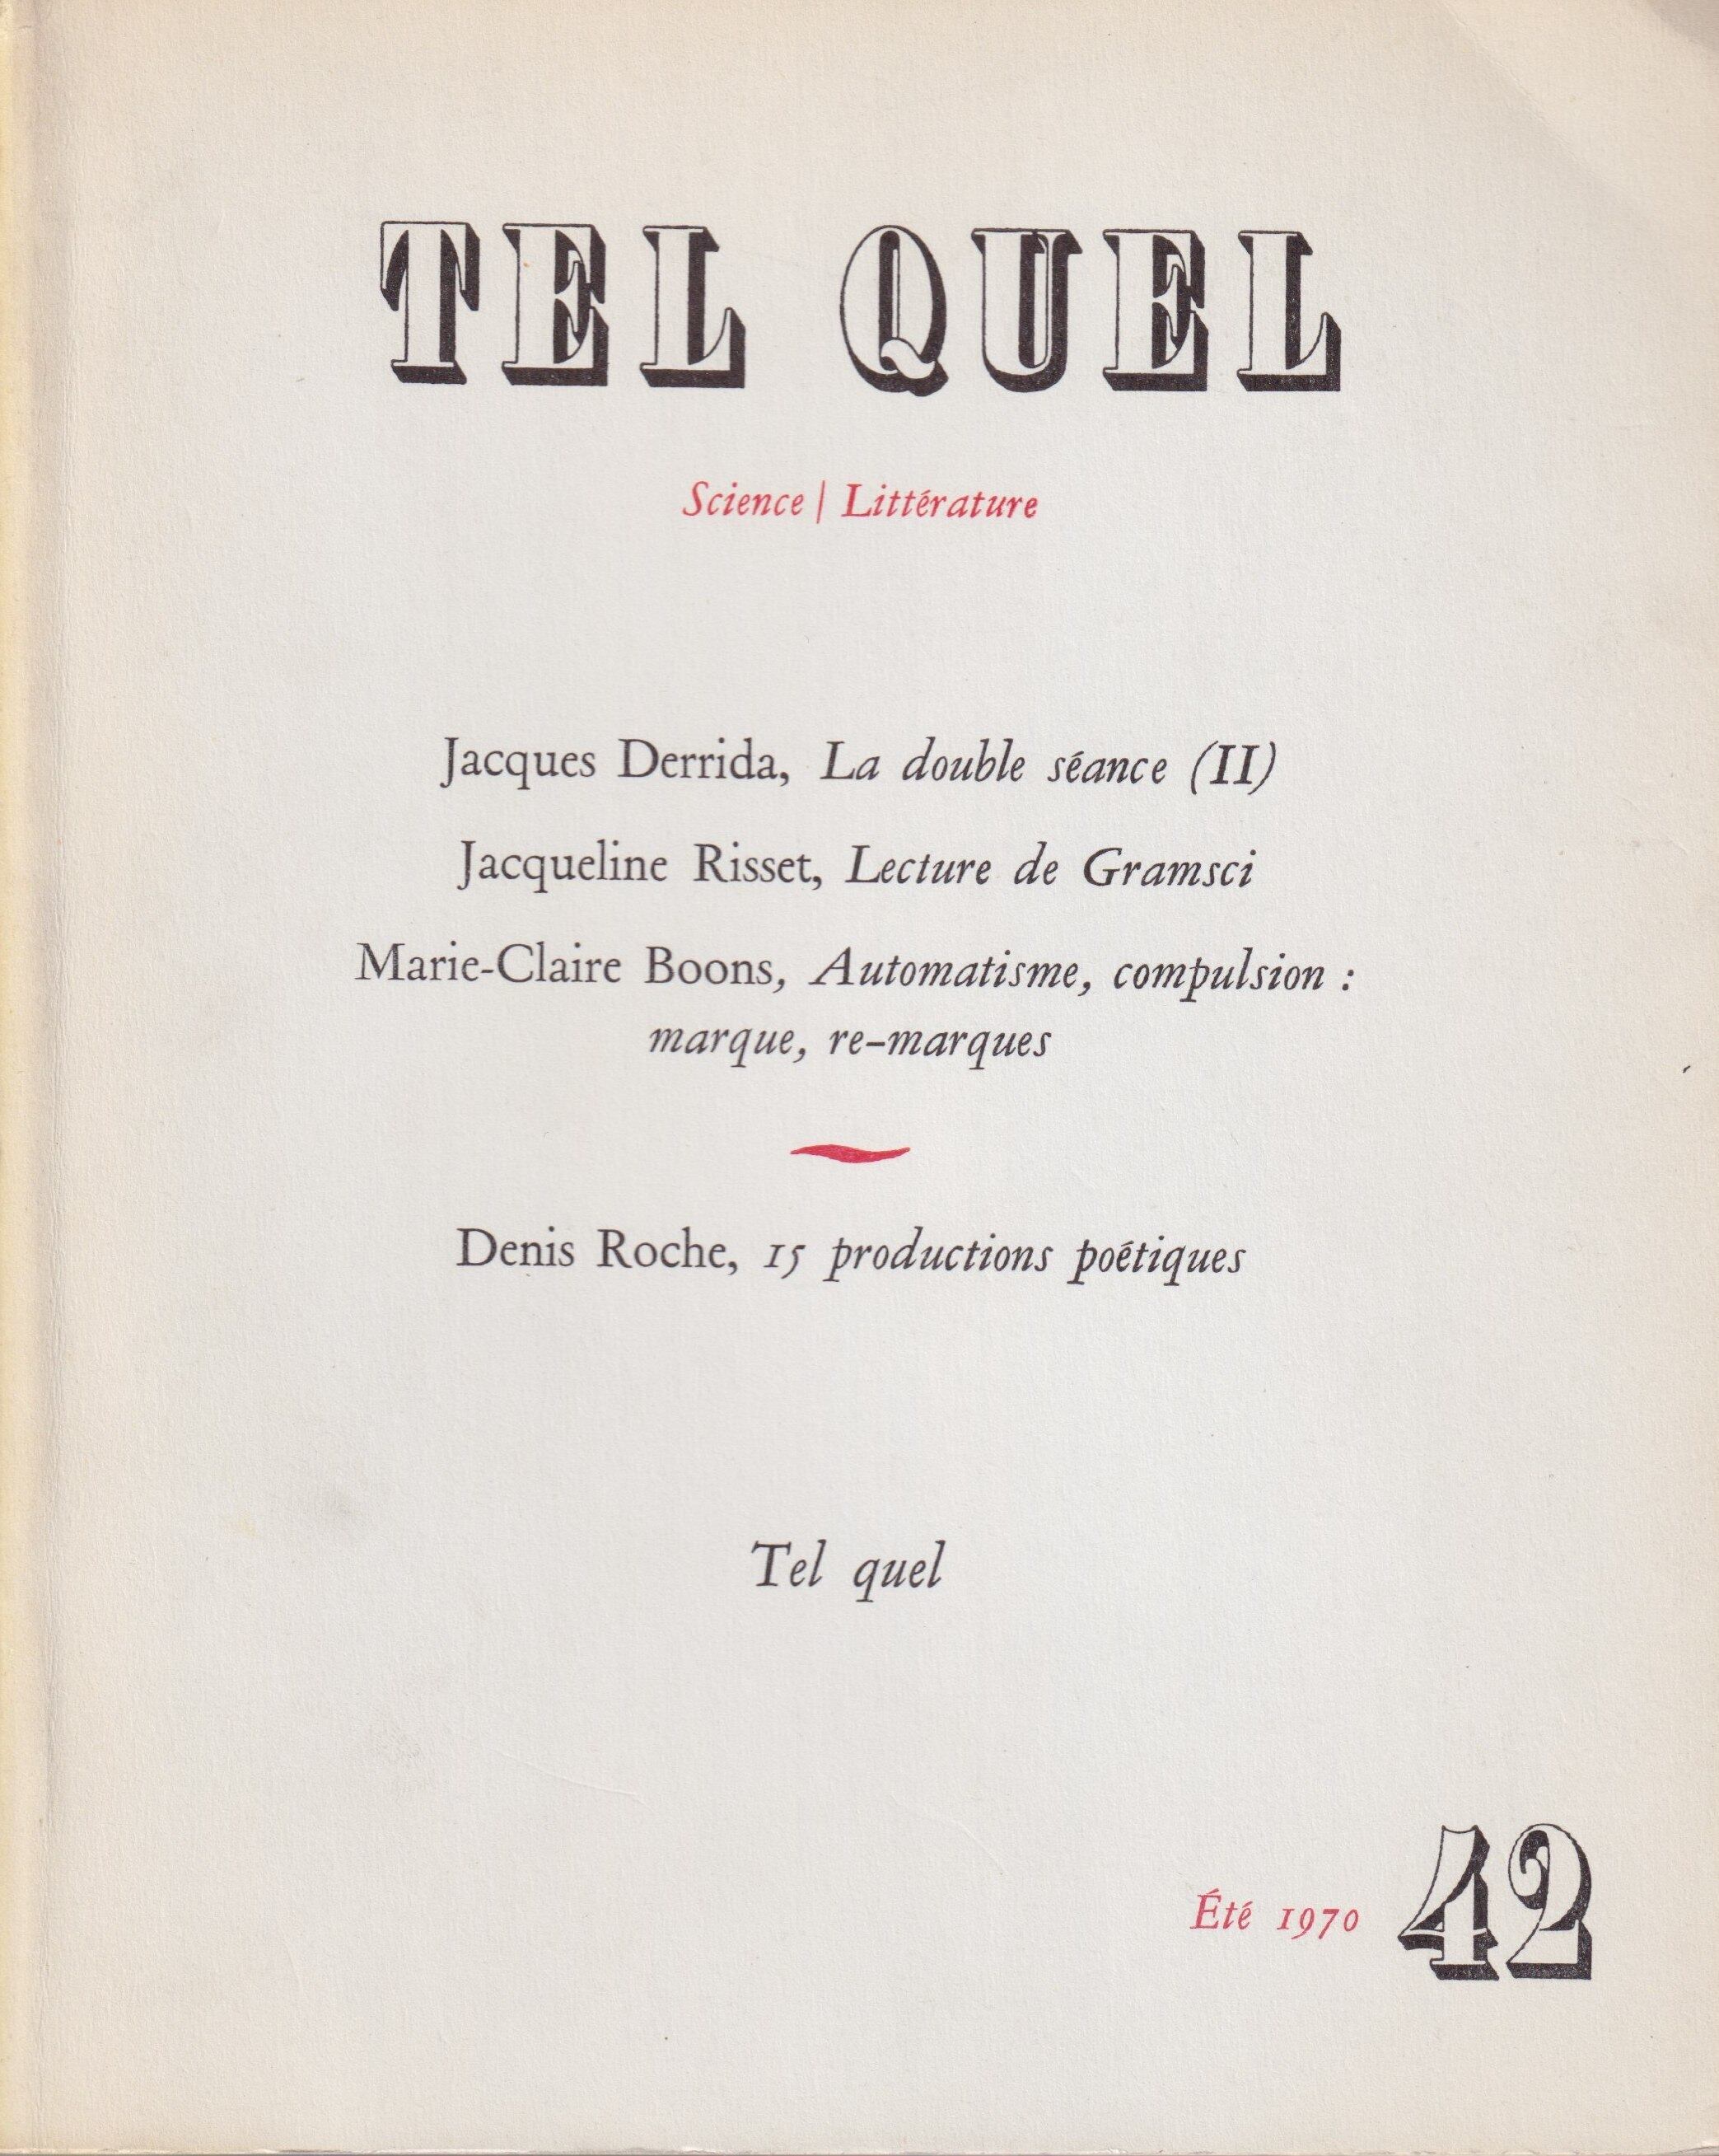 TEL QUEL
Science | Littérature
Jacques Derrida, La double séance (II)
Jacqueline Risset, Lecture de Gramsci
Marie-Claire Boons, Automatisme, compulsion :
marque, re-marques
Denis Roche, 15 productions poétiques
Tel quel
Été 1970 42